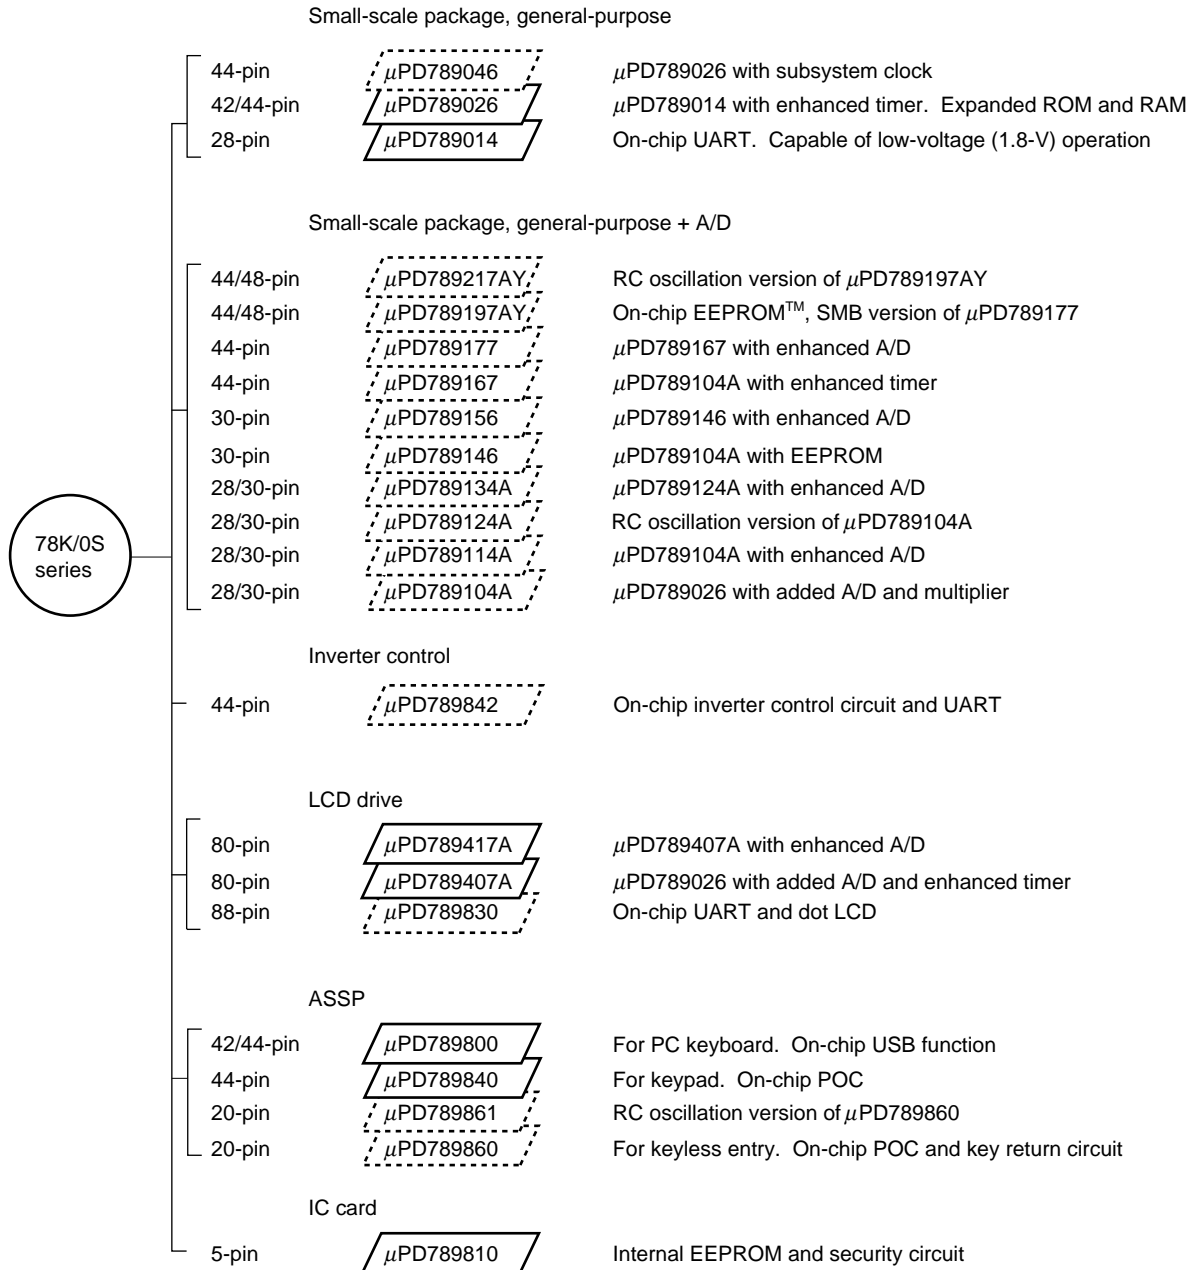 Small-scale package, general-purpose
44-pin μPD789046 μPD789026 with subsystem clock
42/44-pin μPD789026 μPD789014 with enhanced timer. Expanded ROM and RAM
28-pin μPD789014 On-chip UART. Capable of low-voltage (1.8-V) operation
Small-scale package, general-purpose + A/D
44/48-pin μPD789217AY RC oscillation version of μPD789197AY
44/48-pin μPD789197AY On-chip EEPROM™, SMB version of μPD789177
44-pin μPD789177 μPD789167 with enhanced A/D
44-pin μPD789167 μPD789104A with enhanced timer
30-pin μPD789156 μPD789146 with enhanced A/D
30-pin μPD789146 μPD789104A with EEPROM
28/30-pin μPD789134A μPD789124A with enhanced A/D
28/30-pin μPD789124A RC oscillation version of μPD789104A
28/30-pin μPD789114A μPD789104A with enhanced A/D
28/30-pin μPD789104A μPD789026 with added A/D and multiplier
78K/0S
series
Inverter control
44-pin μPD789842 On-chip inverter control circuit and UART
LCD drive
80-pin μPD789417A μPD789407A with enhanced A/D
80-pin μPD789407A μPD789026 with added A/D and enhanced timer
88-pin μPD789830 On-chip UART and dot LCD
ASSP
42/44-pin μPD789800 For PC keyboard. On-chip USB function
44-pin μPD789840 For keypad. On-chip POC
20-pin μPD789861 RC oscillation version of μPD789860
20-pin μPD789860 For keyless entry. On-chip POC and key return circuit
IC card
5-pin μPD789810 Internal EEPROM and security circuit